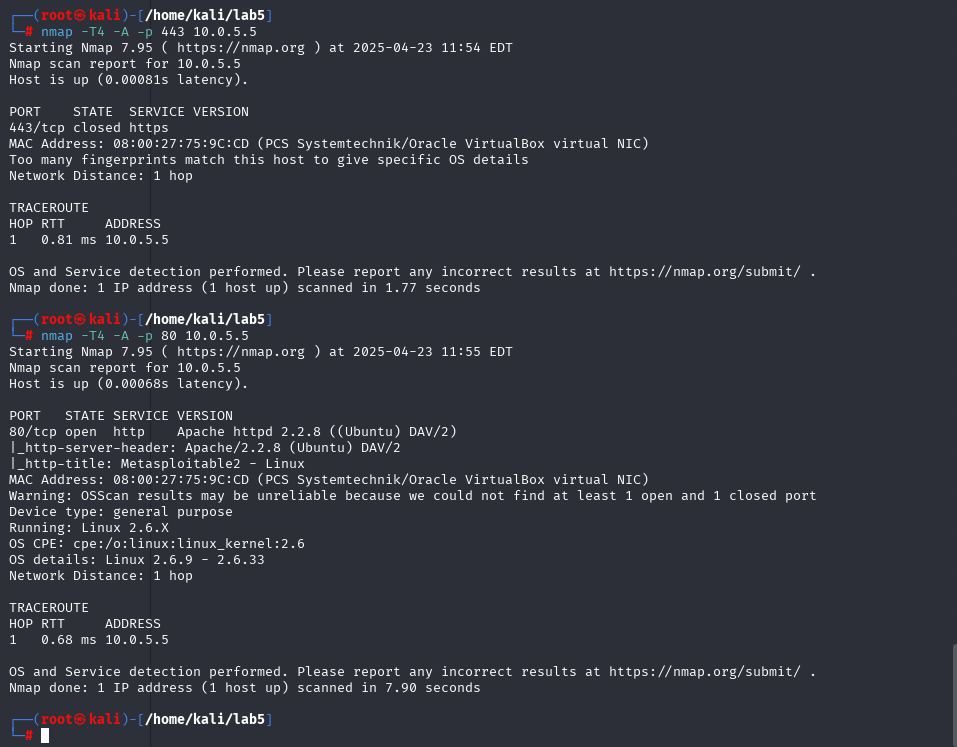 ┌──(root㉿kali)-[/home/kali/lab5]
└─# nmap -T4 -A -p 443 10.0.5.5
Starting Nmap 7.95 ( https://nmap.org ) at 2025-04-23 11:54 EDT
Nmap scan report for 10.0.5.5
Host is up (0.00081s latency).

PORT    STATE  SERVICE VERSION
443/tcp closed https
MAC Address: 08:00:27:75:9C:CD (PCS Systemtechnik/Oracle VirtualBox virtual NIC)
Too many fingerprints match this host to give specific OS details
Network Distance: 1 hop

TRACEROUTE
HOP RTT     ADDRESS
1   0.81 ms 10.0.5.5

OS and Service detection performed. Please report any incorrect results at https://nmap.org/submit/ .
Nmap done: 1 IP address (1 host up) scanned in 1.77 seconds

┌──(root㉿kali)-[/home/kali/lab5]
└─# nmap -T4 -A -p 80 10.0.5.5
Starting Nmap 7.95 ( https://nmap.org ) at 2025-04-23 11:55 EDT
Nmap scan report for 10.0.5.5
Host is up (0.00068s latency).

PORT   STATE SERVICE VERSION
80/tcp open  http    Apache httpd 2.2.8 ((Ubuntu) DAV/2)
|_http-server-header: Apache/2.2.8 (Ubuntu) DAV/2
|_http-title: Metasploitable2 - Linux
MAC Address: 08:00:27:75:9C:CD (PCS Systemtechnik/Oracle VirtualBox virtual NIC)
Warning: OSScan results may be unreliable because we could not find at least 1 open and 1 closed port
Device type: general purpose
Running: Linux 2.6.X
OS CPE: cpe:/o:linux:linux_kernel:2.6
OS details: Linux 2.6.9 - 2.6.33
Network Distance: 1 hop

TRACEROUTE
HOP RTT     ADDRESS
1   0.68 ms 10.0.5.5

OS and Service detection performed. Please report any incorrect results at https://nmap.org/submit/ .
Nmap done: 1 IP address (1 host up) scanned in 7.90 seconds

┌──(root㉿kali)-[/home/kali/lab5]
└─#